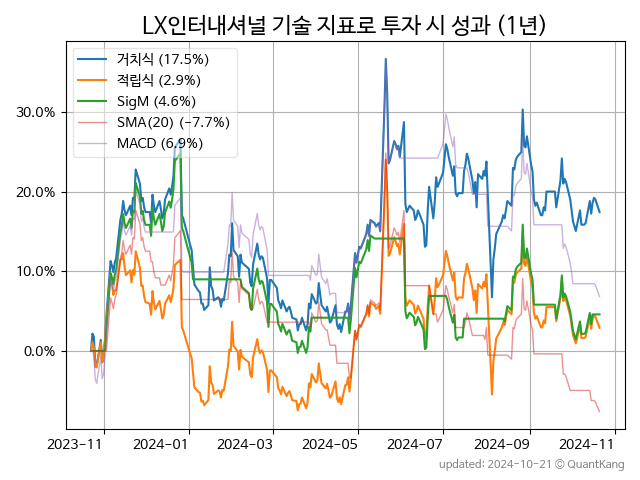 LX인터내셔널 기술 지표로 투자 시 성과 (1년)
거치식 (17.5%)
적립식 (2.9%)
SigM (4.6%)
SMA(20) (−7.7%)
MACD (6.9%)
30.0%
20.0%
10.0%
0.0%
2023-11 2024-01 2024-03 2024-05 2024-07 2024-09 2024-11
updated: 2024-10-21 © QuantKang